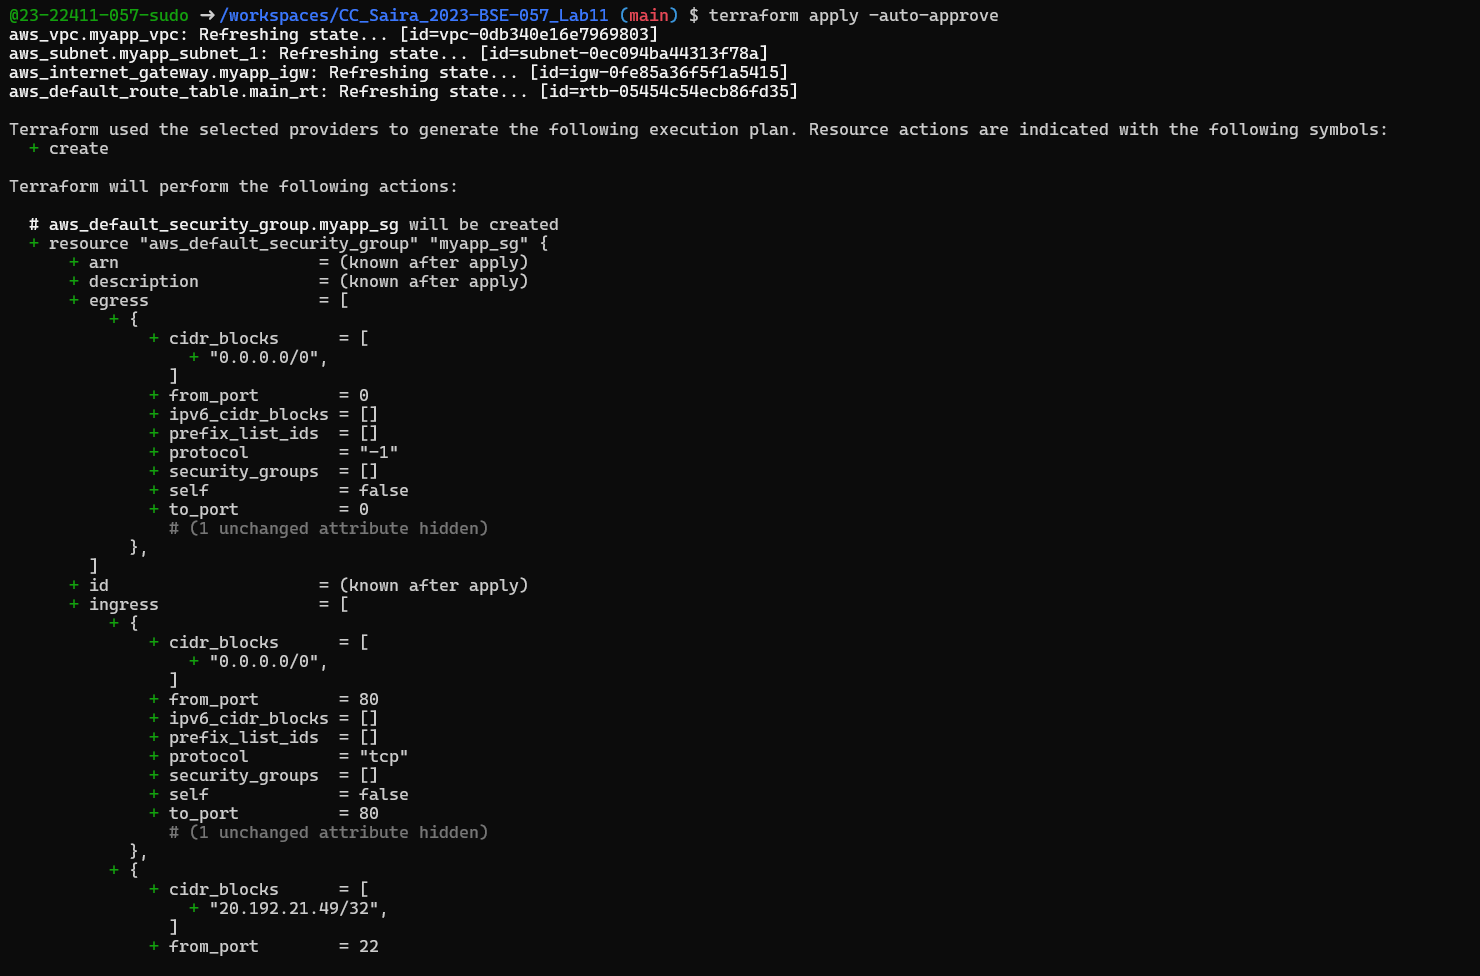 @23-22411-057-sudo ➜ /workspaces/CC_Saira_2023-BSE-057_Lab11 (main) $ terraform apply -auto-approve
aws_vpc.myapp_vpc: Refreshing state... [id=vpc-0db340e16e7969803]
aws_subnet.myapp_subnet_1: Refreshing state... [id=subnet-0ec094ba44313f78a]
aws_internet_gateway.myapp_igw: Refreshing state... [id=igw-0fe85a36f5f1a5415]
aws_default_route_table.main_rt: Refreshing state... [id=rtb-05454c54ecb86fd35]

Terraform used the selected providers to generate the following execution plan. Resource actions are indicated with the following symbols:
  + create

Terraform will perform the following actions:

  # aws_default_security_group.myapp_sg will be created
  + resource "aws_default_security_group" "myapp_sg" {
      + arn                    = (known after apply)
      + description            = (known after apply)
      + egress                 = [
          + {
              + cidr_blocks      = [
                  + "0.0.0.0/0",
                ]
              + from_port        = 0
              + ipv6_cidr_blocks = []
              + prefix_list_ids  = []
              + protocol         = "-1"
              + security_groups  = []
              + self             = false
              + to_port          = 0
                # (1 unchanged attribute hidden)
            },
        ]
      + id                     = (known after apply)
      + ingress                = [
          + {
              + cidr_blocks      = [
                  + "0.0.0.0/0",
                ]
              + from_port        = 80
              + ipv6_cidr_blocks = []
              + prefix_list_ids  = []
              + protocol         = "tcp"
              + security_groups  = []
              + self             = false
              + to_port          = 80
                # (1 unchanged attribute hidden)
            },
          + {
              + cidr_blocks      = [
                  + "20.192.21.49/32",
                ]
              + from_port        = 22